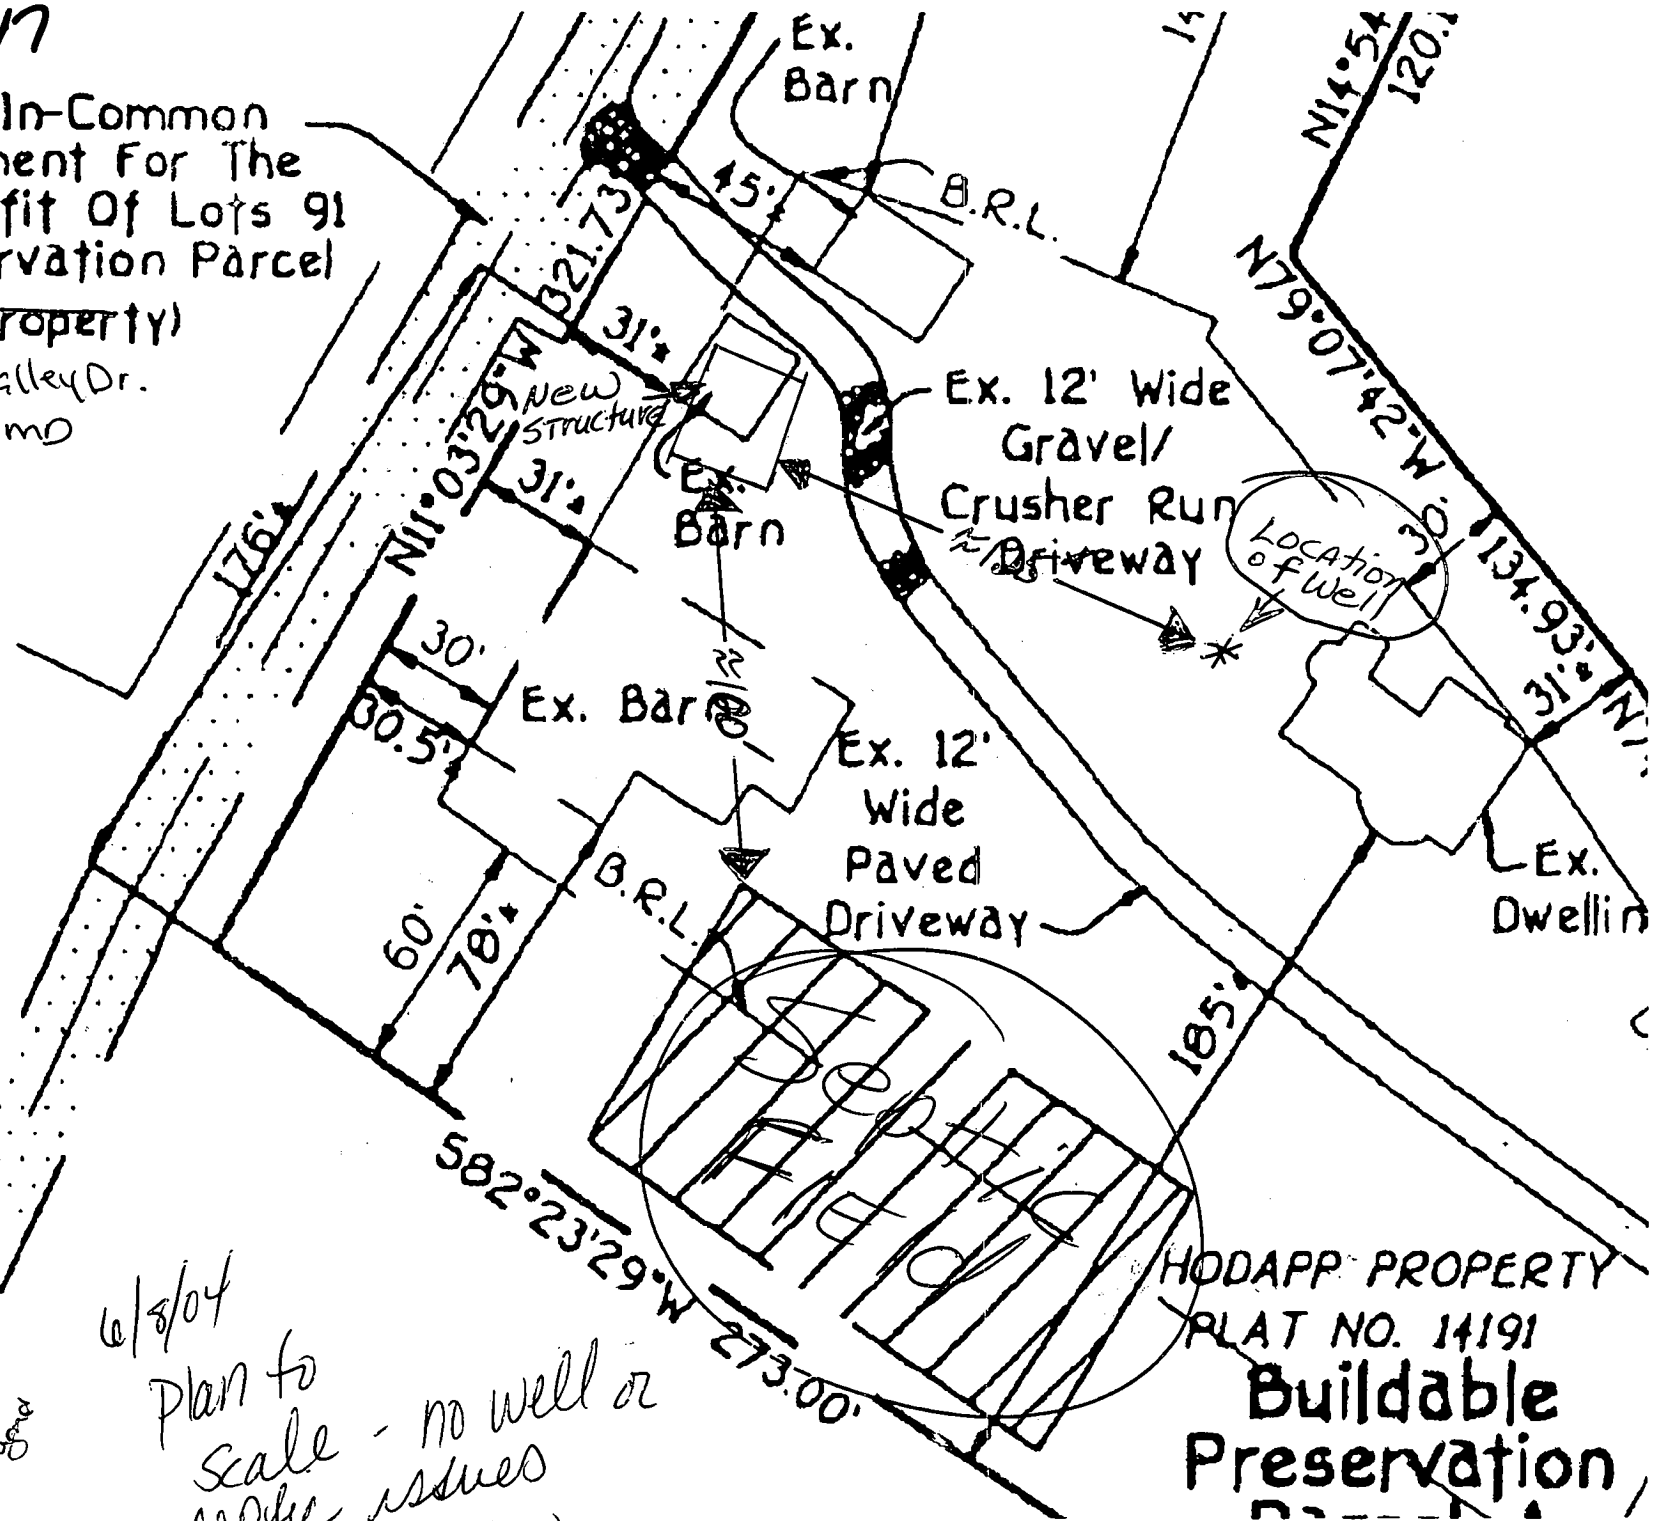 In-Common
ment For The
fit Of Lots 91
rvation Parcel
roperty)
alley Dr.
MD
Ex.
Barn
B.R.L.
45'±
N14°54
120.
321.73
31'±
N79°07'42"W
134.93'
New
Structure
Ex.
Barn
31'±
N11°03'29"W
176'±
Ex. 12' Wide
Gravel/
Crusher Run
Driveway
Location
of Well
30'
31'±
30'
30.5'±
Ex. Barn
≈100
Ex. 12'
Wide
Paved
Driveway
Ex.
Dwellin
B.R.L.
60'
78'±
185'±
Septic
Field
S82°23'29"W 273.00'
HODAPP PROPERTY
PLAT NO. 14191
Buildable
Preservation
6/8/04
Plan to
scale - no well or
issues